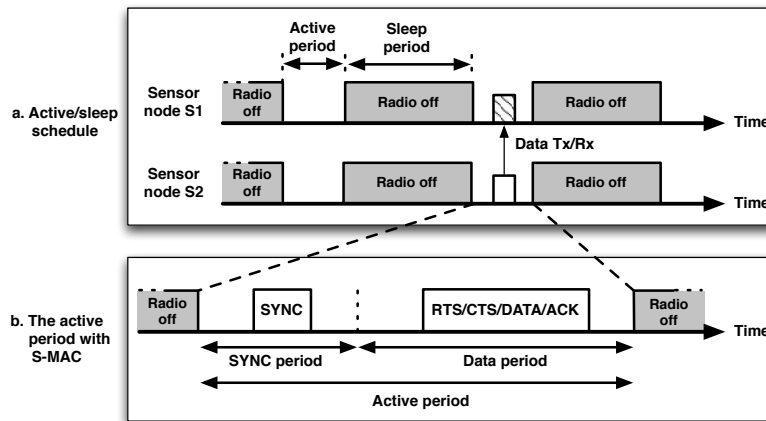 Active
period
Sleep
period
a. Active/sleep
schedule
Sensor
node S1
Radio
off
Radio off
Radio off
Time
Data Tx/Rx
Sensor
node S2
Radio
off
Radio off
Radio off
Time
b. The active
period with
S-MAC
Radio
off
SYNC
RTS/CTS/DATA/ACK
Radio
off
Time
SYNC period
Data period
Active period